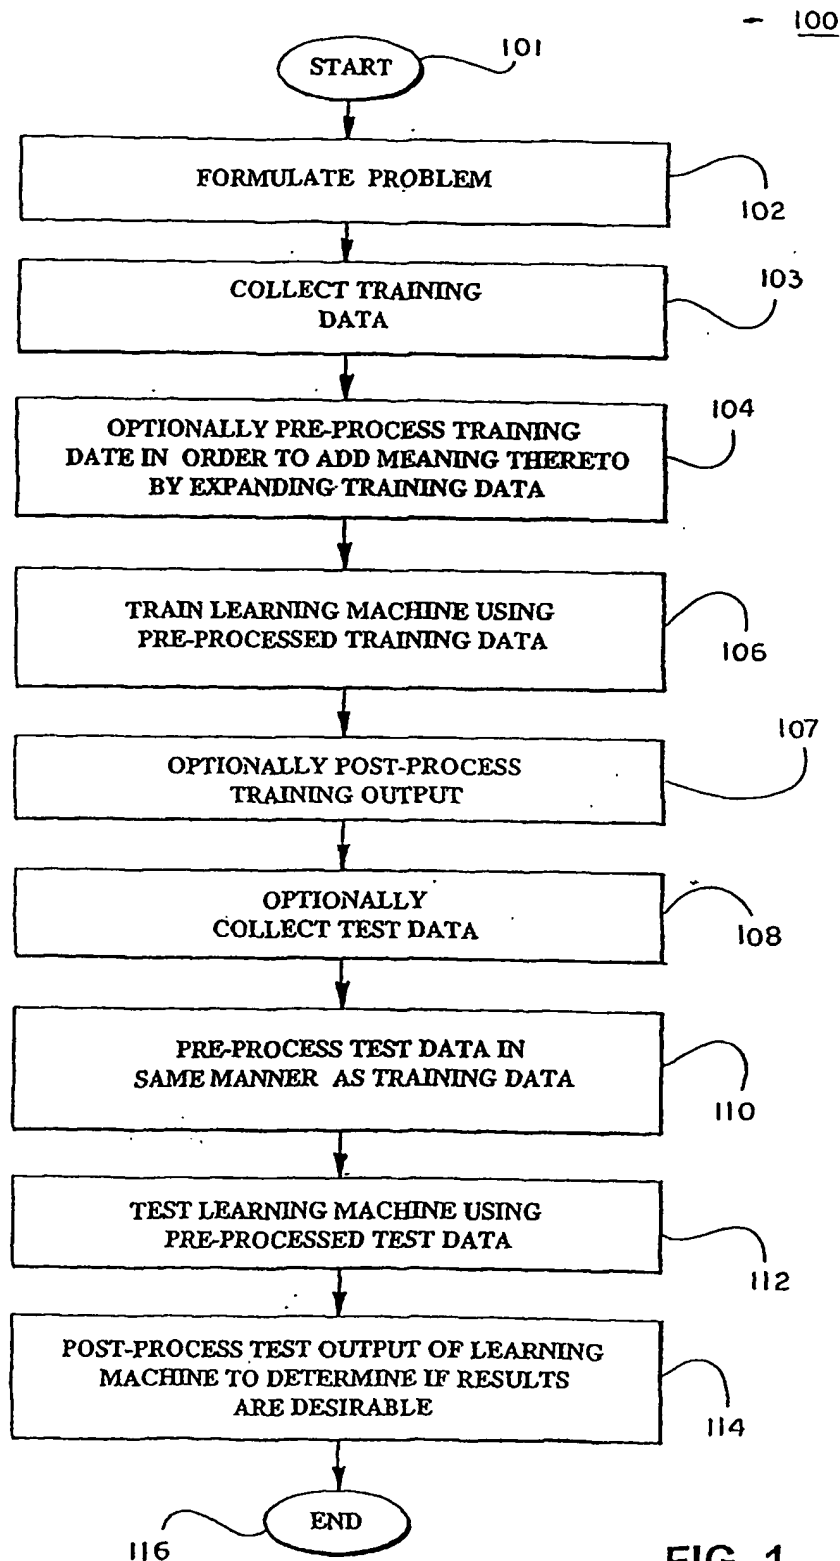 100
START
101
FORMULATE PROBLEM
102
COLLECT TRAINING
DATA
103
OPTIONALLY PRE-PROCESS TRAINING
DATE IN ORDER TO ADD MEANING THERETO
BY EXPANDING TRAINING DATA
104
TRAIN LEARNING MACHINE USING
PRE-PROCESSED TRAINING DATA
106
OPTIONALLY POST-PROCESS
TRAINING OUTPUT
107
OPTIONALLY
COLLECT TEST DATA
108
PRE-PROCESS TEST DATA IN
SAME MANNER AS TRAINING DATA
110
TEST LEARNING MACHINE USING
PRE-PROCESSED TEST DATA
112
POST-PROCESS TEST OUTPUT OF LEARNING
MACHINE TO DETERMINE IF RESULTS
ARE DESIRABLE
114
END
116
FIG. 1